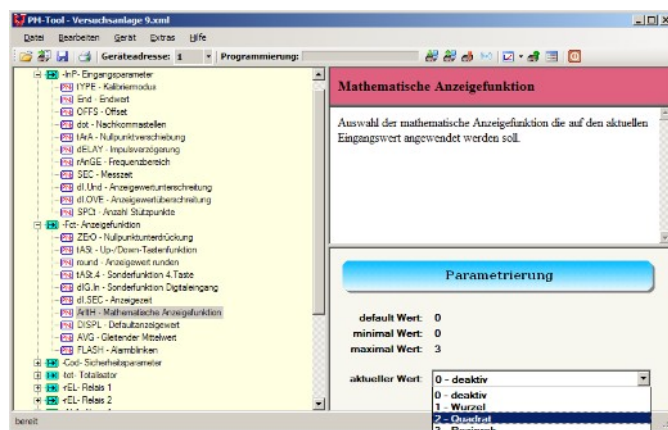 PM-Tool - Versuchsanlage 9.xml
Datei Bearbeiten Gerät Extras Hilfe
Geräteadresse: 1 Programmierung:
-InP- Eingangsparameter
tYPE - Kalibriermodus
End - Endwert
OFFS - Offset
dot - Nachkommastellen
tArA - Nullpunktverschiebung
dELAY - Impulsverzögerung
rAnGE - Frequenzbereich
SEC - Messzeit
dI.Und - Anzeigewertunterschreitung
dI.OVE - Anzeigewertüberschreitung
SPCt - Anzahl Stützpunkte
-Fct- Anzeigefunktion
ZErO - Nullpunktunterdrückung
tASt - Up-/Down-Tastenfunktion
round - Anzeigewert runden
tASt.4 - Sonderfunktion 4.Taste
dIG.In - Sonderfunktion Digitaleingang
dI.SEC - Anzeigezeit
ArItH - Mathematische Anzeigefunktion
DISPL - Defaultanzeigewert
AVG - Gleitender Mittelwert
FLASH - Alarmblinken
-Cod- Sicherheitsparameter
-tot- Totalisator
-rEL- Relais 1
-rEL- Relais 2
Mathematische Anzeigefunktion
Auswahl der mathematische Anzeigefunktion die auf den aktuellen
Eingangswert angewendet werden soll.
Parametrierung
default Wert: 0
minimal Wert: 0
maximal Wert: 3
aktueller Wert: 0 - deaktiv
0 - deaktiv
1 - Wurzel
2 - Quadrat
bereit